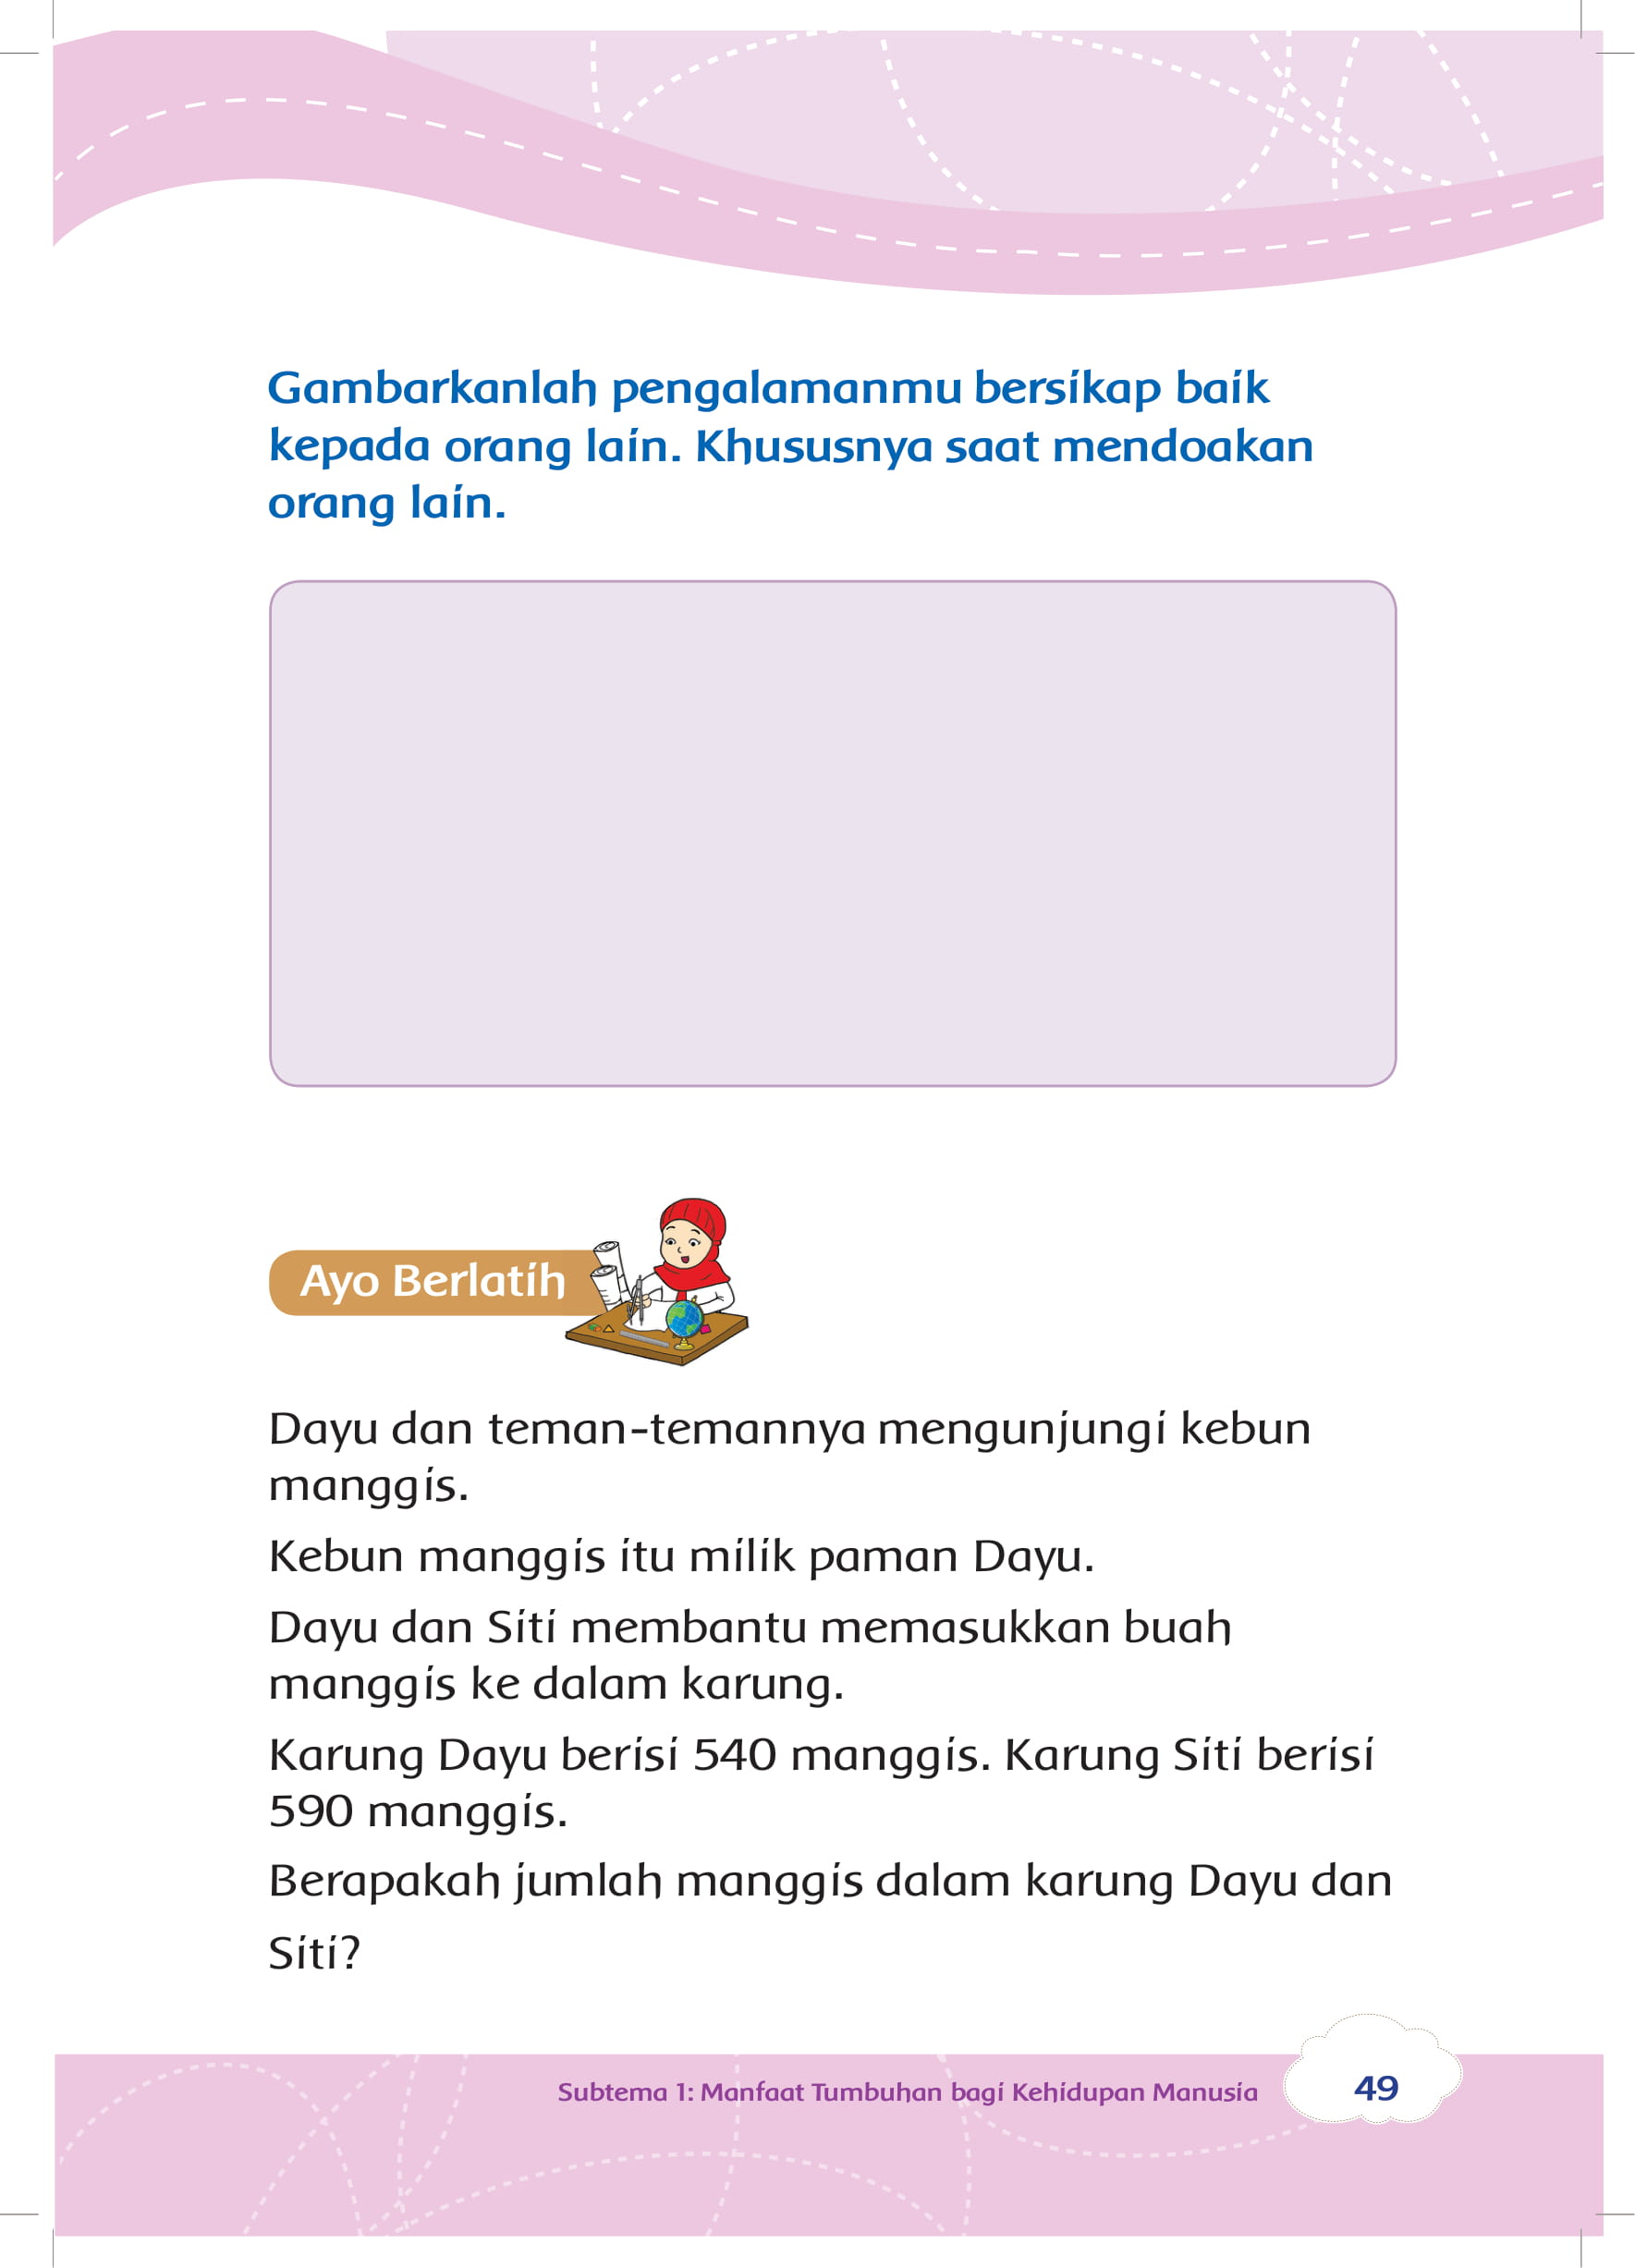 Gambarkanlah pengalamanmu bersikap baik
kepada orang lain. Khususnya saat mendoakan
orang lain.
Ayo Berlatih
Dayu dan teman-temannya mengunjungi kebun
manggis.
Kebun manggis itu milik paman Dayu.
Dayu dan Siti membantu memasukkan buah
manggis ke dalam karung.
Karung Dayu berisi 540 manggis. Karung Siti berisi
590 manggis.
Berapakah jumlah manggis dalam karung Dayu dan
Siti?
Subtema 1: Manfaat Tumbuhan bagi Kehidupan Manusia
49